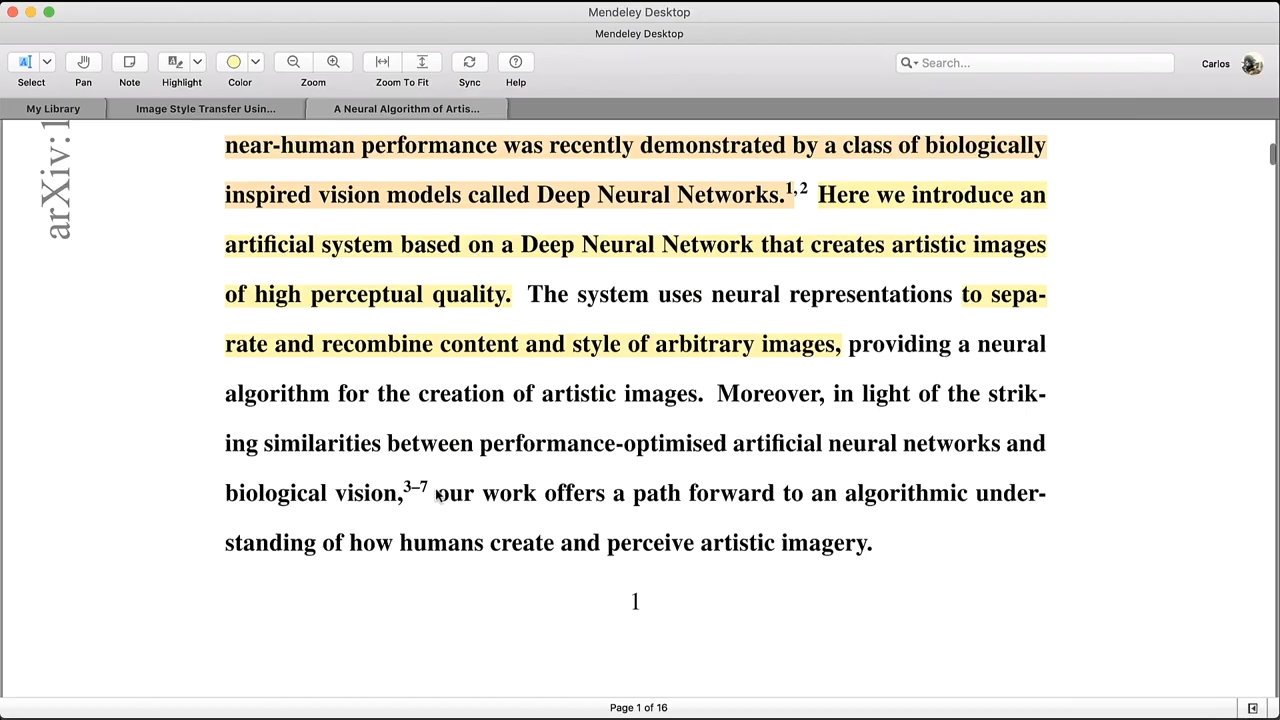 Mendeley Desktop
Mendeley Desktop
Select Pan Note Highlight Color Zoom Zoom To Fit Sync Help
Search...
Carlos
My Library Image Style Transfer Usin... A Neural Algorithm of Artis...
arXiv:1
near-human performance was recently demonstrated by a class of biologically
inspired vision models called Deep Neural Networks.1,2 Here we introduce an
artificial system based on a Deep Neural Network that creates artistic images
of high perceptual quality. The system uses neural representations to sepa-
rate and recombine content and style of arbitrary images, providing a neural
algorithm for the creation of artistic images. Moreover, in light of the strik-
ing similarities between performance-optimised artificial neural networks and
biological vision,3–7 our work offers a path forward to an algorithmic under-
standing of how humans create and perceive artistic imagery.
1
Page 1 of 16